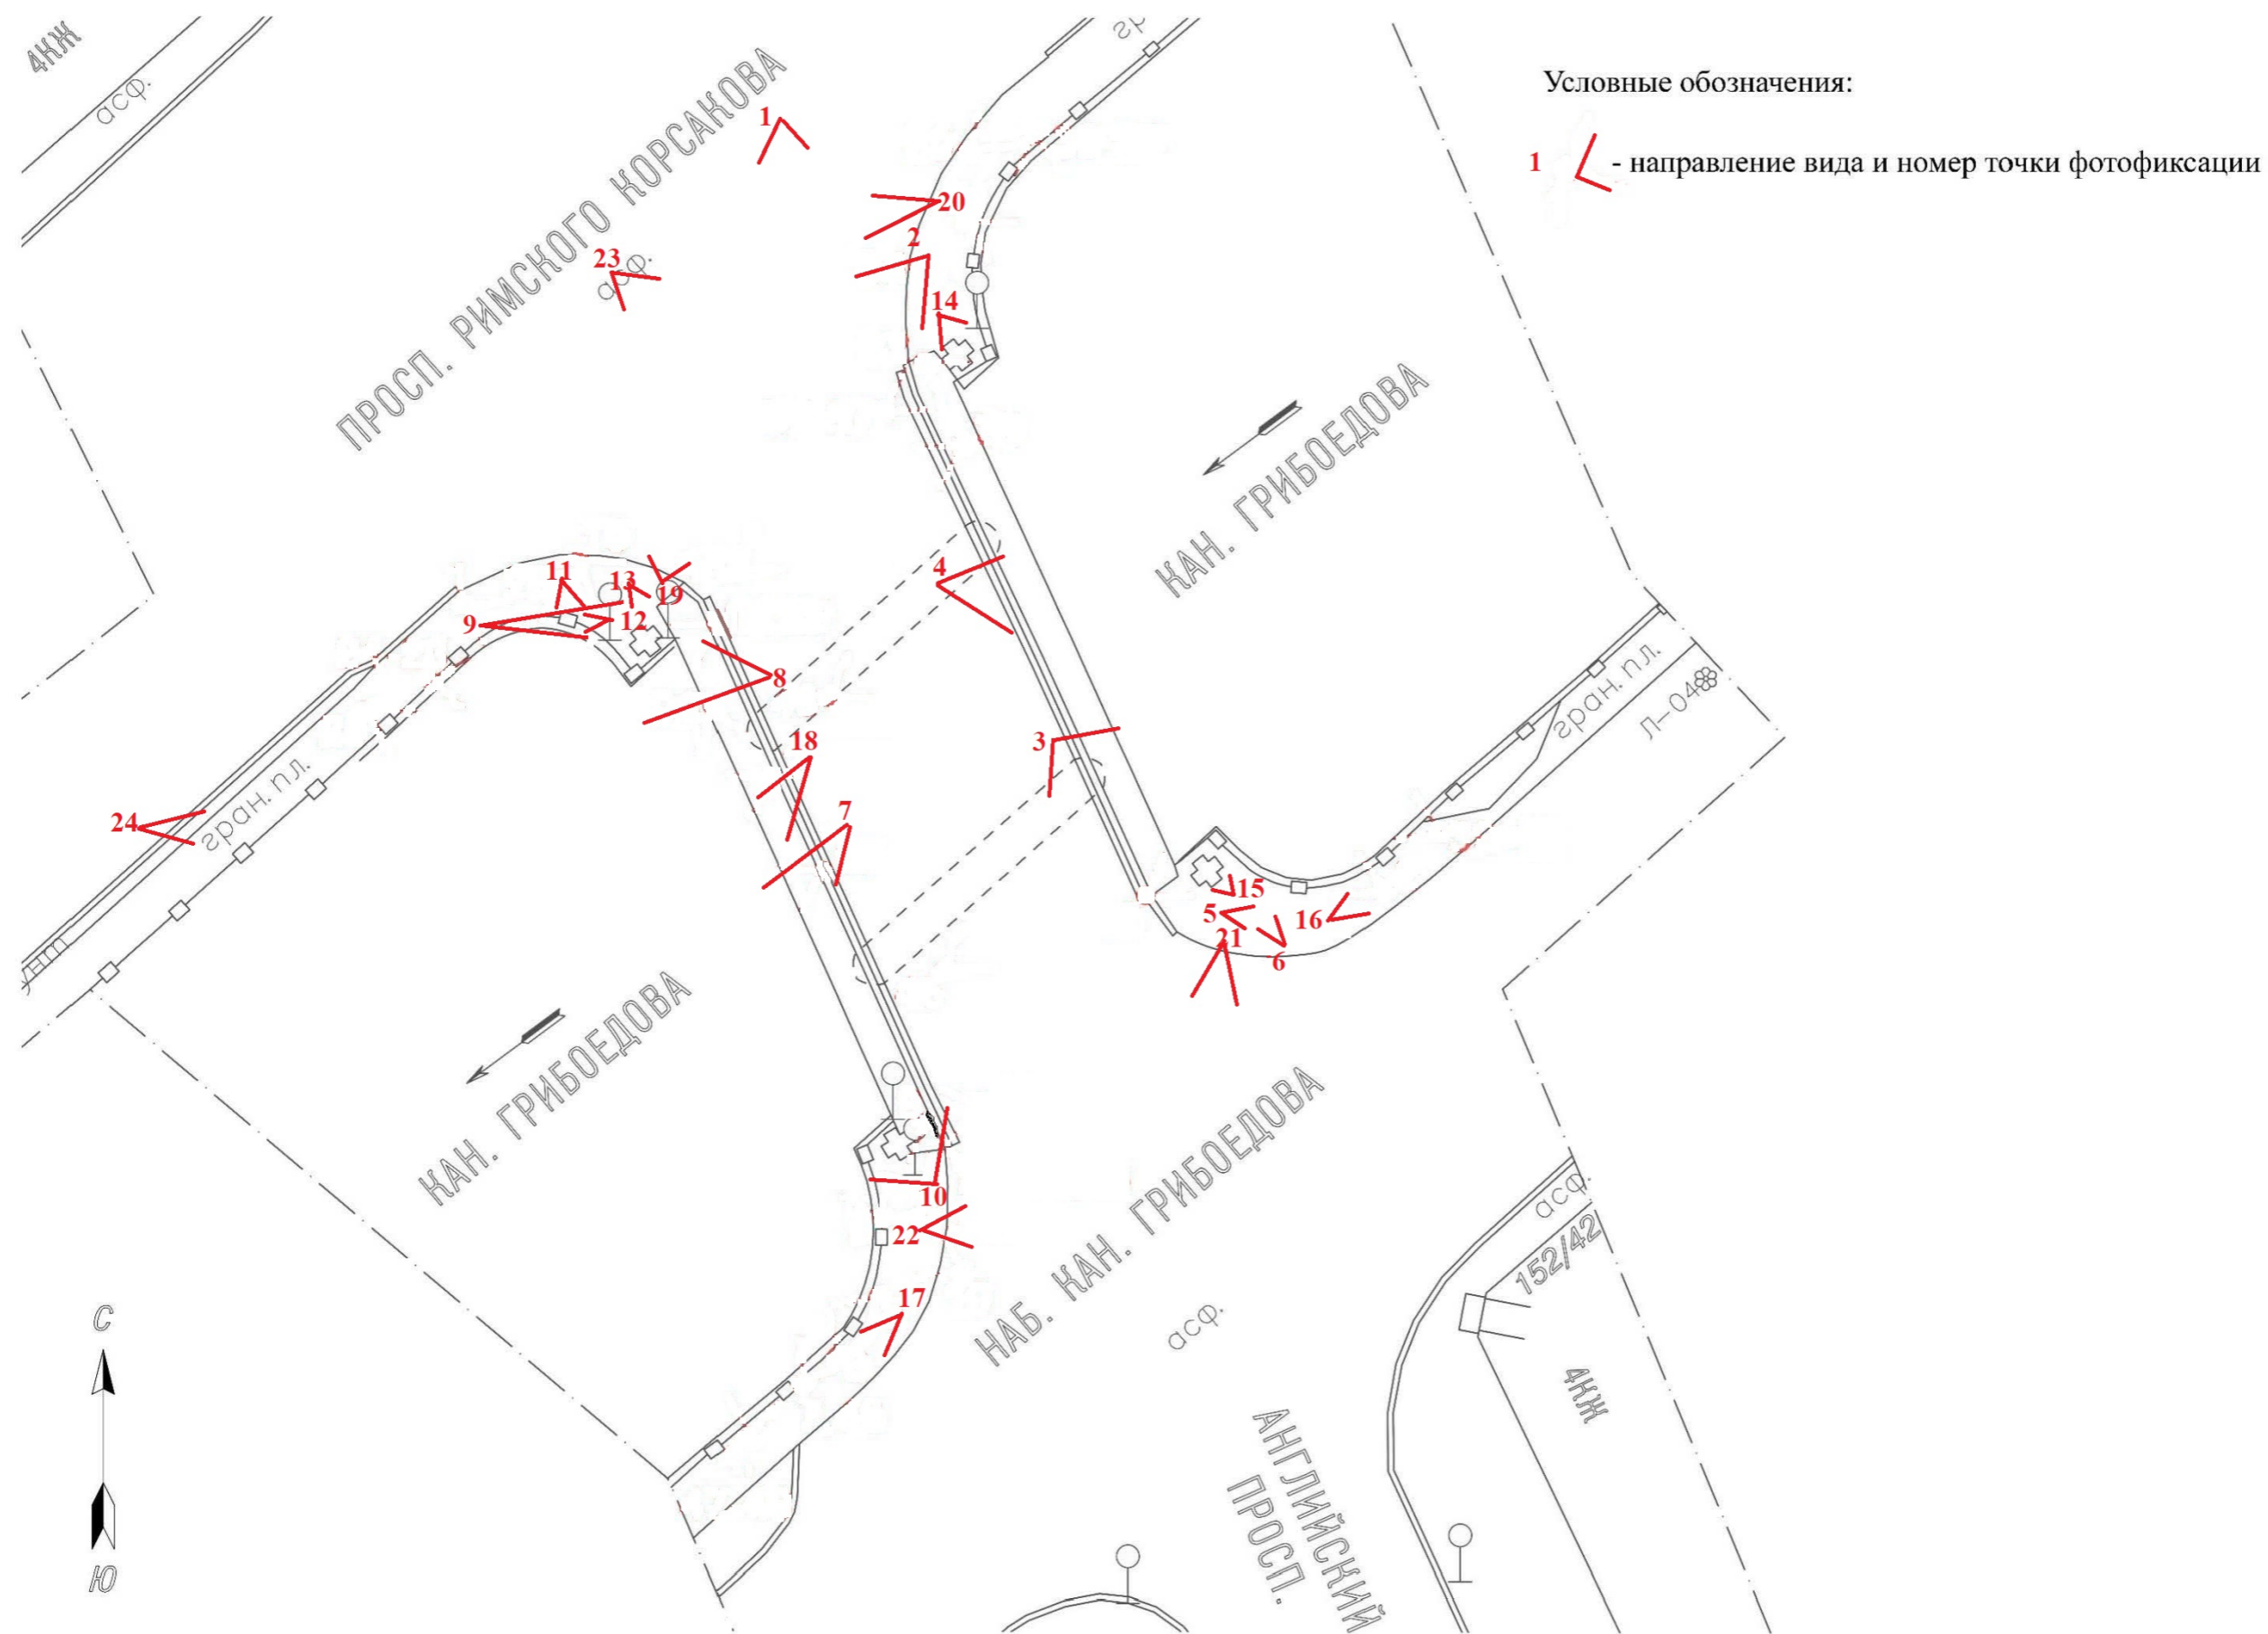 4КЖ
асф.
ПРОСП. РИМСКОГО КОРСАКОВА
1
гр
Условные обозначения:
1 - направление вида и номер точки фотофиксации
20
2
23
асф.
14
КАН. ГРИБОЕДОВА
4
11
13
19
9
12
8
3
18
7
24
гран. пл.
гран. пл.
Л-04
15
5
16
21
6
КАН. ГРИБОЕДОВА
10
22
17
НАБ. КАН. ГРИБОЕДОВА
асф.
асф.
152/42
4КЖ
АНГЛИЙСКИЙ
ПРОСП.
С
Ю